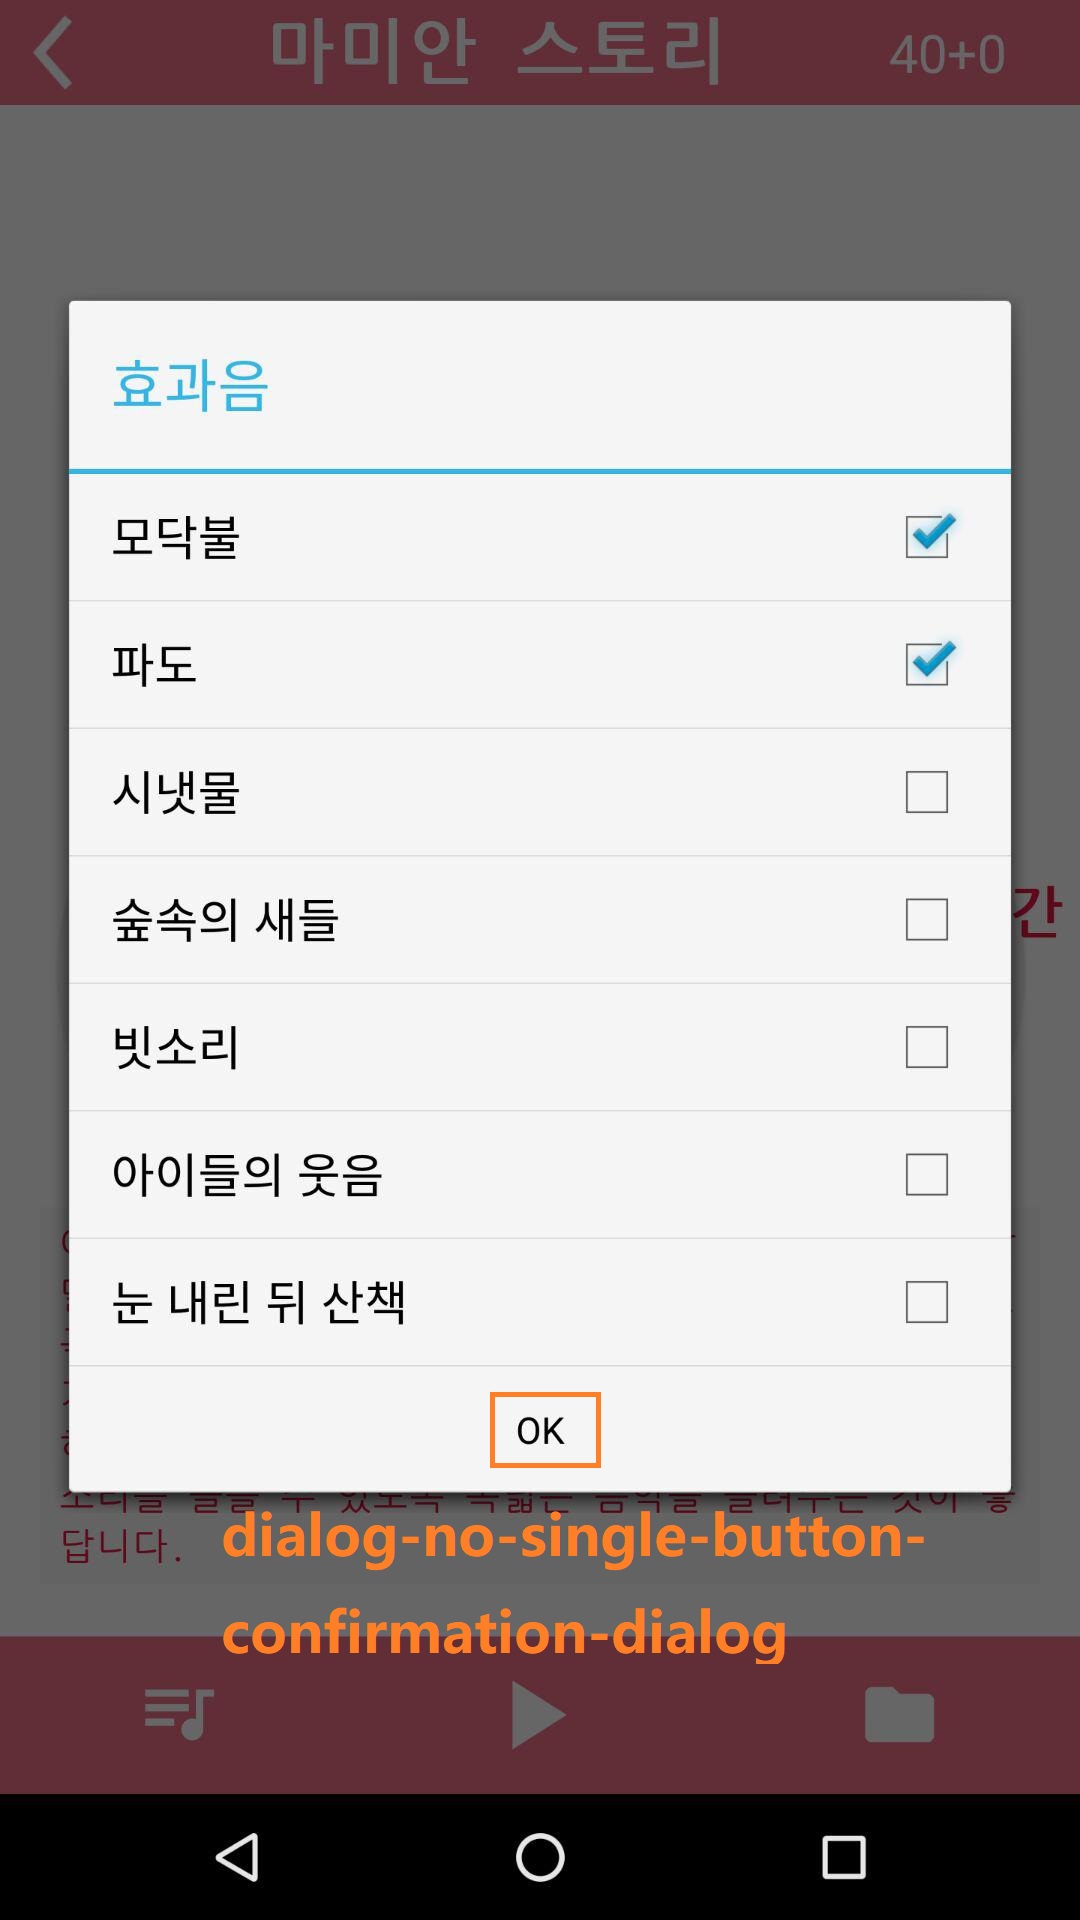 마미안 스토리 40+0
효과음
모닥불
파도
시냇물
숲속의 새들
간
빗소리
아이들의 웃음
눈 내린 뒤 산책
OK
답니다.
dialog-no-single-button-
confirmation-dialog